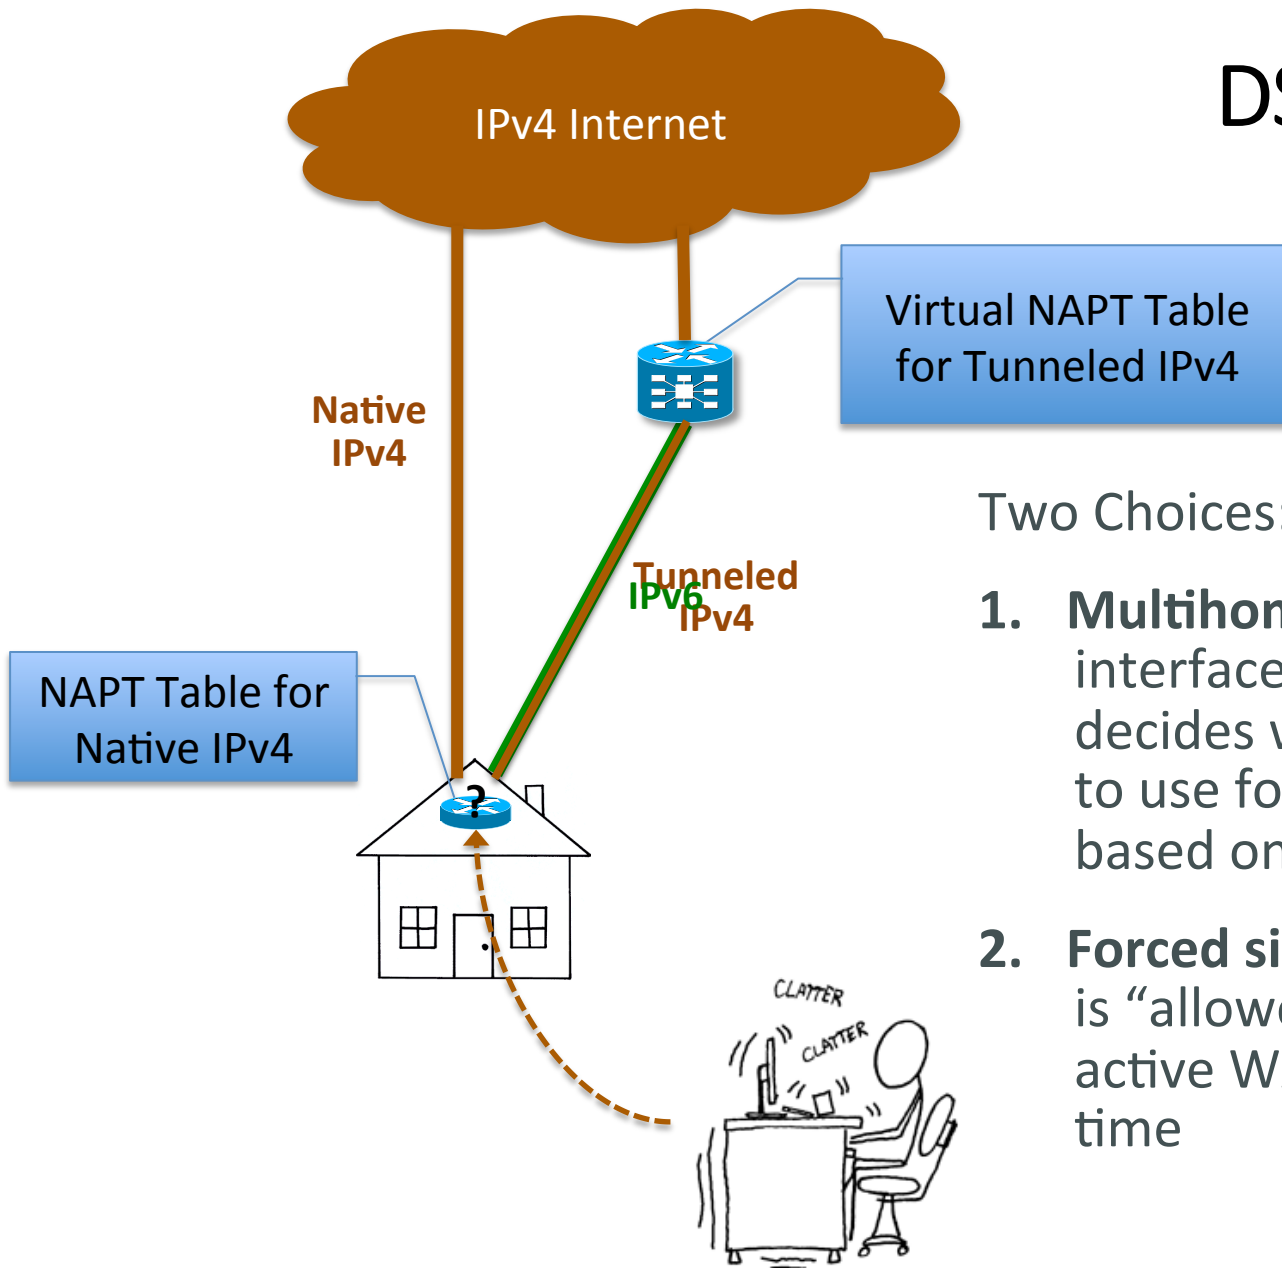 DS
IPv4 Internet
Virtual NAPT Table
for Tunneled IPv4
Native
IPv4
Tunneled
IPv4
IPv6
NAPT Table for
Native IPv4
?
Two Choices:
1. Multihom
interface
decides
to use fo
based on
2. Forced si
is “allowe
active W
time
CLATTER
CLATTER